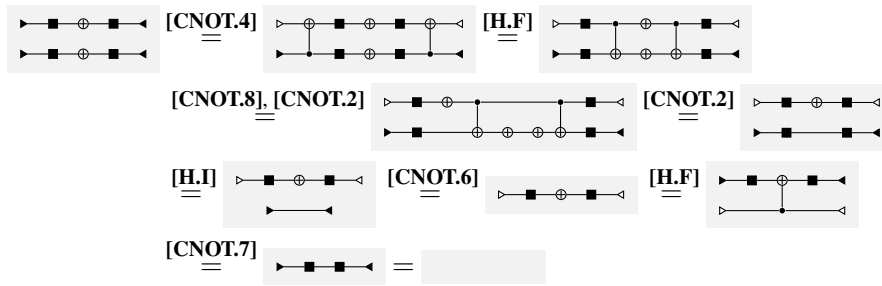 [CNOT.4] = [H.F] =
[CNOT.8], [CNOT.2] = [CNOT.2] =
[H.I] = [CNOT.6] = [H.F] =
[CNOT.7] = =